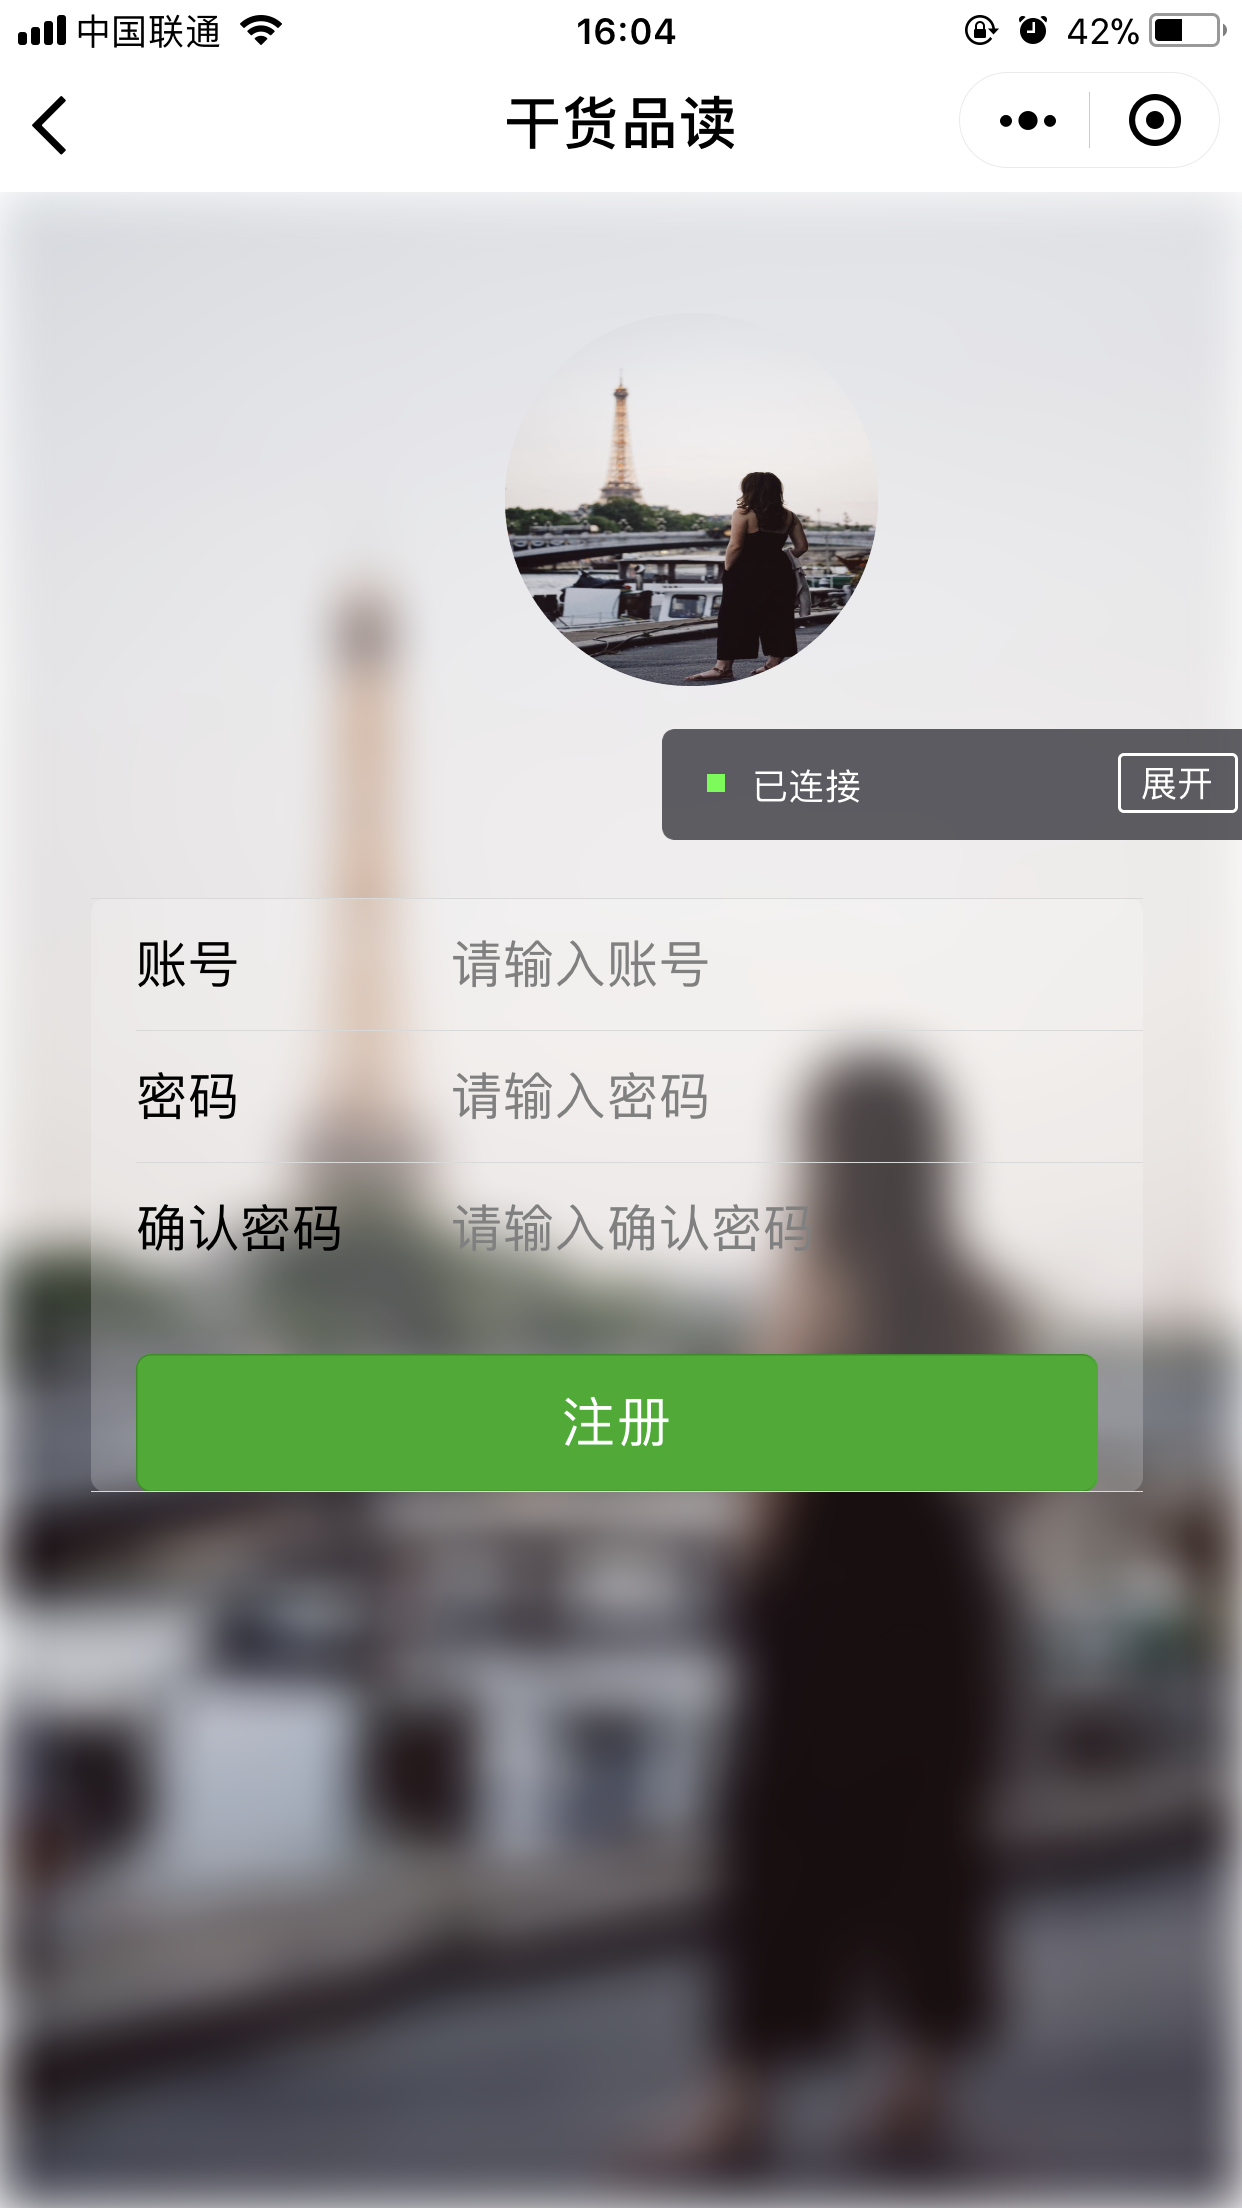 中国联通 16:04 42%
干货品读
已连接 展开
账号 请输入账号
密码 请输入密码
确认密码 请输入确认密码
注册